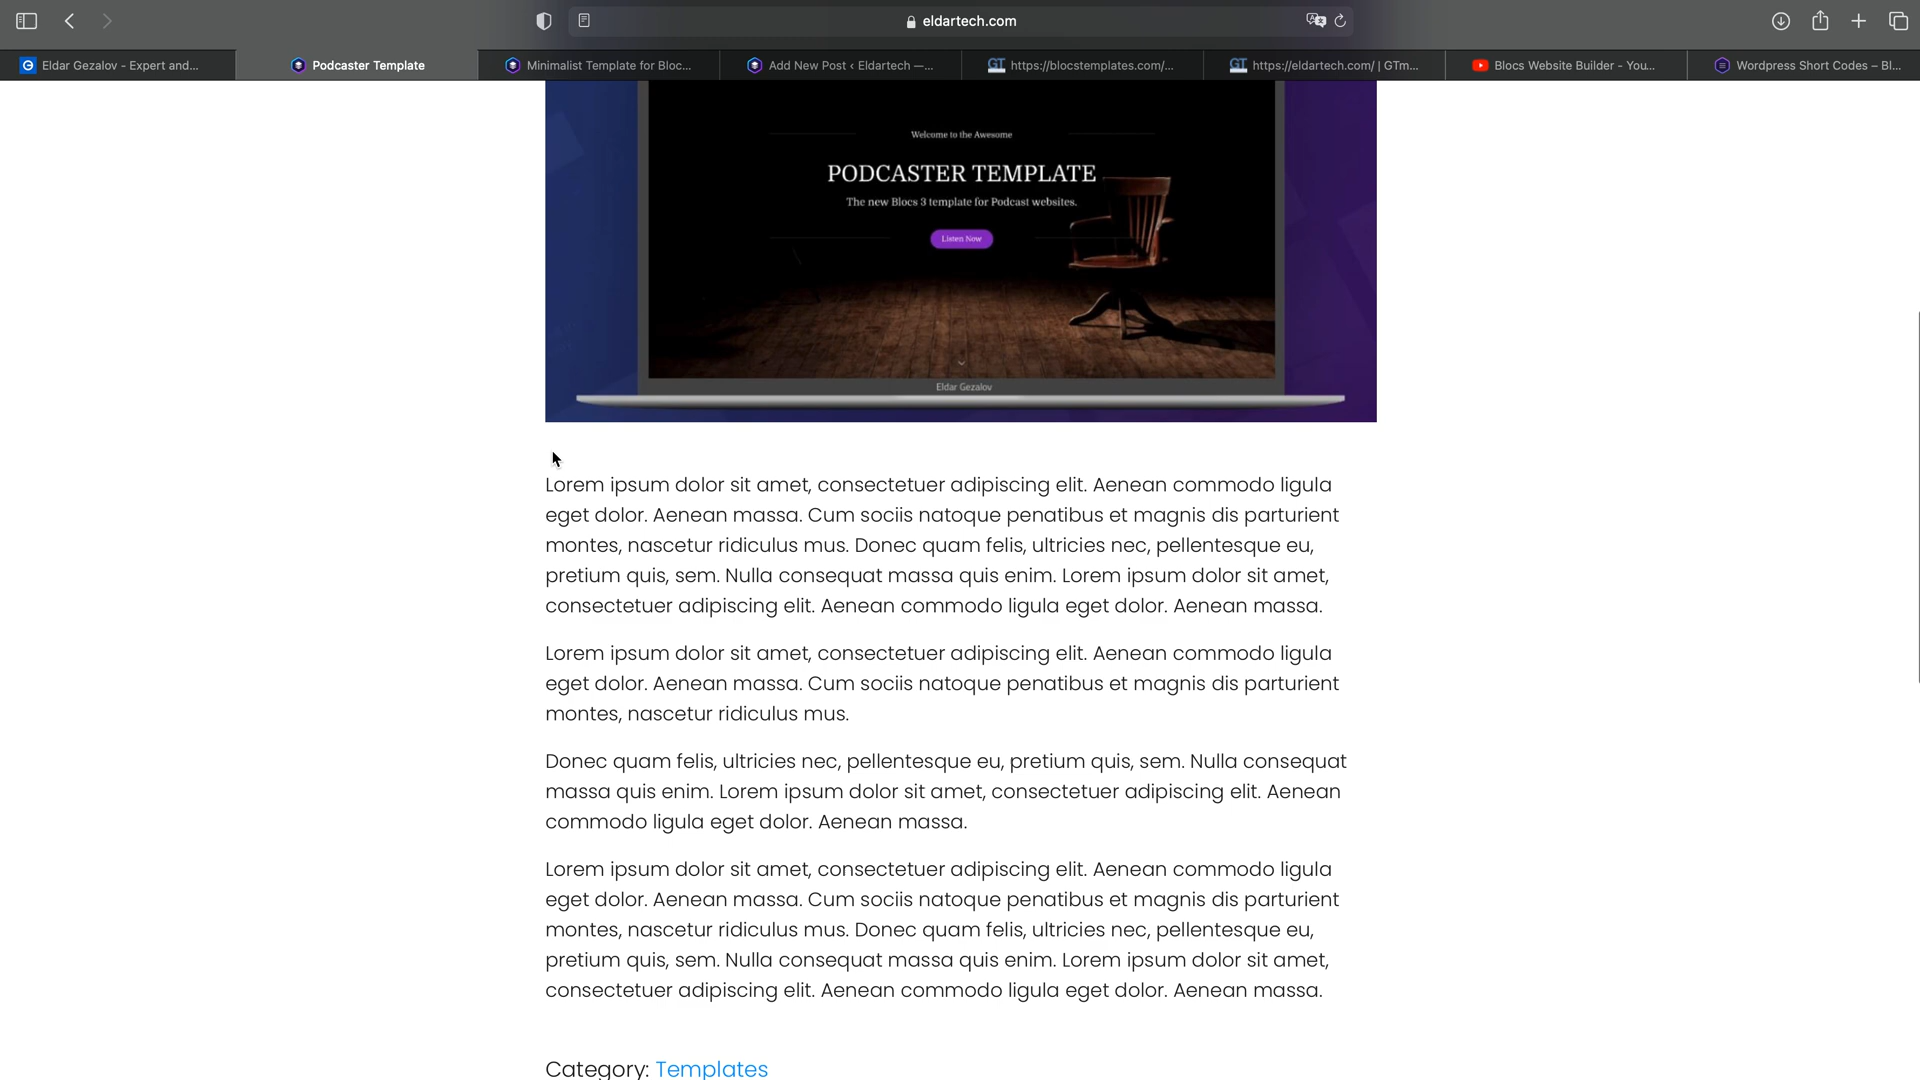 eldartech.com
Eldar Gezalov - Expert and...
Podcaster Template
Minimalist Template for Bloc...
Add New Post ‹ Eldartech —...
GT
https://blocstemplates.com/...
GT
https://eldartech.com/ | GTm...
Blocs Website Builder - You...
Wordpress Short Codes – Bl...
Welcome to the Awesome
PODCASTER TEMPLATE
The new Blocs 3 template for Podcast websites.
Listen Now
Eldar Gezalov
Lorem ipsum dolor sit amet, consectetuer adipiscing elit. Aenean commodo ligula
eget dolor. Aenean massa. Cum sociis natoque penatibus et magnis dis parturient
montes, nascetur ridiculus mus. Donec quam felis, ultricies nec, pellentesque eu,
pretium quis, sem. Nulla consequat massa quis enim. Lorem ipsum dolor sit amet,
consectetuer adipiscing elit. Aenean commodo ligula eget dolor. Aenean massa.
Lorem ipsum dolor sit amet, consectetuer adipiscing elit. Aenean commodo ligula
eget dolor. Aenean massa. Cum sociis natoque penatibus et magnis dis parturient
montes, nascetur ridiculus mus.
Donec quam felis, ultricies nec, pellentesque eu, pretium quis, sem. Nulla consequat
massa quis enim. Lorem ipsum dolor sit amet, consectetuer adipiscing elit. Aenean
commodo ligula eget dolor. Aenean massa.
Lorem ipsum dolor sit amet, consectetuer adipiscing elit. Aenean commodo ligula
eget dolor. Aenean massa. Cum sociis natoque penatibus et magnis dis parturient
montes, nascetur ridiculus mus. Donec quam felis, ultricies nec, pellentesque eu,
pretium quis, sem. Nulla consequat massa quis enim. Lorem ipsum dolor sit amet,
consectetuer adipiscing elit. Aenean commodo ligula eget dolor. Aenean massa.
Category: Templates